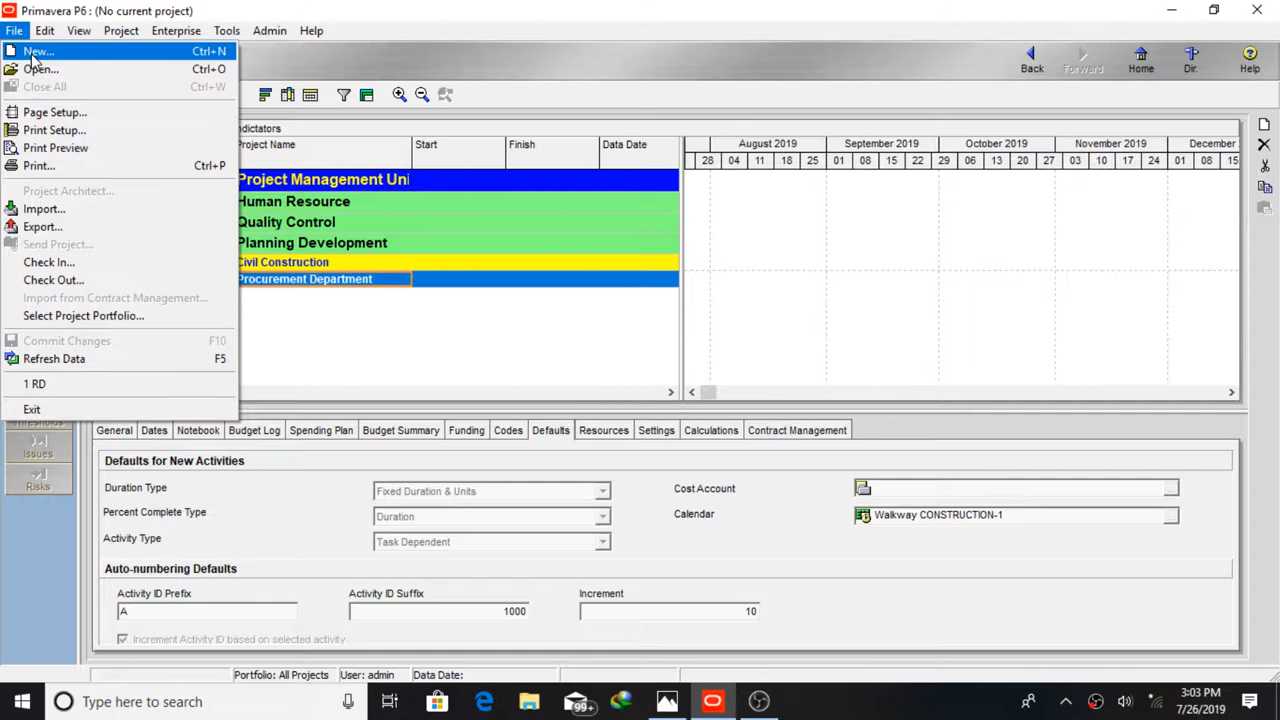 Primavera P6 : (No current project)
File Edit View Project Enterprise Tools Admin Help
New... Ctrl+N
Open... Ctrl+O
Close All Ctrl+W
Page Setup...
Print Setup...
Print Preview
Print... Ctrl+P
Project Architect...
Import...
Export...
Send Project...
Check In...
Check Out...
Import from Contract Management...
Select Project Portfolio...
Commit Changes F10
Refresh Data F5
1 RD
Exit
Back Forward Home Dir. Help
Project Name Start Finish Data Date
August 2019 September 2019 October 2019 November 2019 December
28 04 11 18 25 01 08 15 22 29 06 13 20 27 03 10 17 24 01 08 15
Project Management Uni
Human Resource
Quality Control
Planning Development
Civil Construction
Procurement Department
Issues
Risks
General Dates Notebook Budget Log Spending Plan Budget Summary Funding Codes Defaults Resources Settings Calculations Contract Management
Defaults for New Activities
Duration Type Fixed Duration & Units Cost Account
Percent Complete Type Duration Calendar Walkway CONSTRUCTION-1
Activity Type Task Dependent
Auto-numbering Defaults
Activity ID Prefix Activity ID Suffix Increment
A 1000 10
Increment Activity ID based on selected activity
Portfolio: All Projects User: admin Data Date:
Type here to search
99+
3:03 PM
7/26/2019